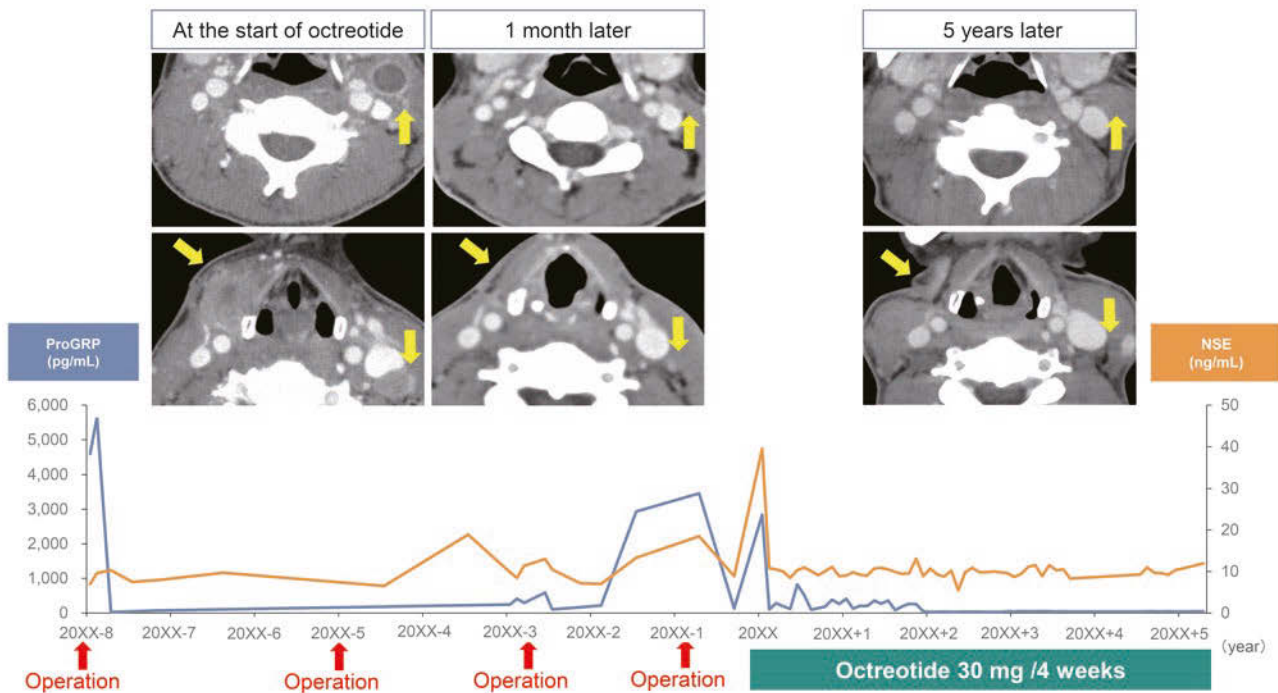 At the start of octreotide
1 month later
5 years later
ProGRP
(pg/mL)
NSE
(ng/mL)
6,000
5,000
4,000
3,000
2,000
1,000
0
50
40
30
20
10
0
20XX-8 20XX-7 20XX-6 20XX-5 20XX-4 20XX-3 20XX-2 20XX-1 20XX 20XX+1 20XX+2 20XX+3 20XX+4 20XX+5 (year)
Operation Operation Operation Operation
Octreotide 30 mg /4 weeks